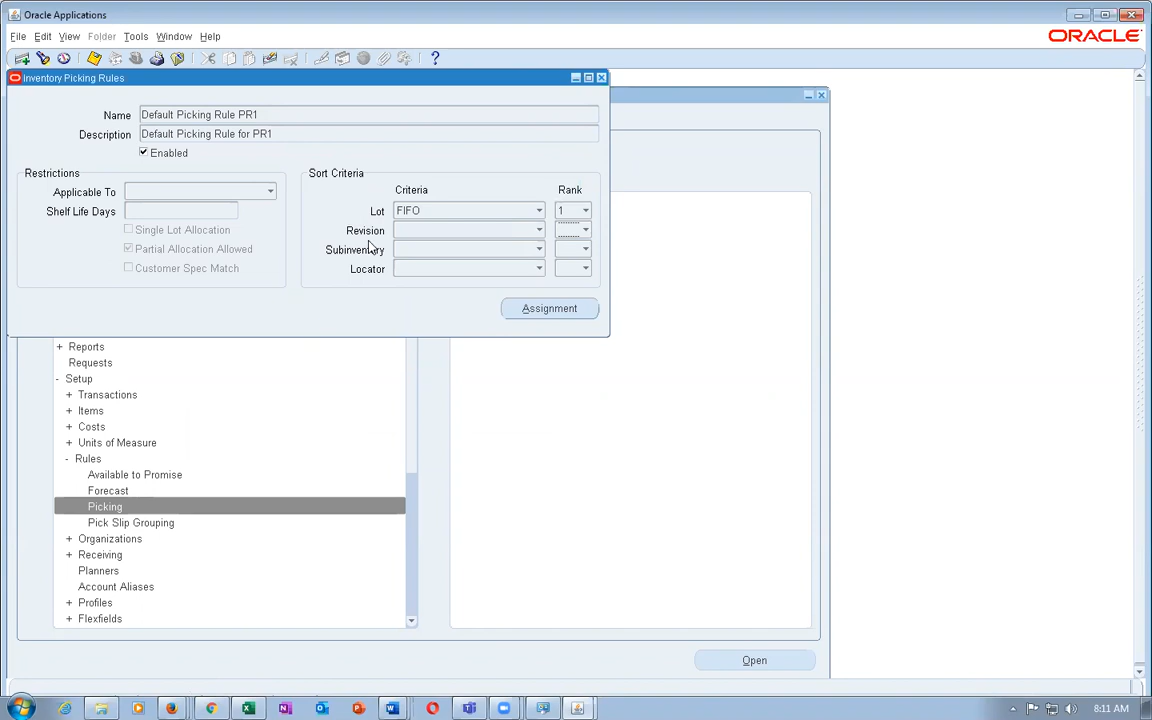 Oracle Applications
File Edit View Folder Tools Window Help
ORACLE
Inventory Picking Rules
Name Default Picking Rule PR1
Description Default Picking Rule for PR1
Enabled
Restrictions
Applicable To
Shelf Life Days
Single Lot Allocation
Partial Allocation Allowed
Customer Spec Match
Sort Criteria
Criteria Rank
Lot FIFO 1
Revision
Subinventory
Locator
Assignment
+ Reports
Requests
- Setup
+ Transactions
+ Items
+ Costs
+ Units of Measure
- Rules
Available to Promise
Forecast
Picking
Pick Slip Grouping
+ Organizations
+ Receiving
Planners
Account Aliases
+ Profiles
+ Flexfields
Open
8:11 AM